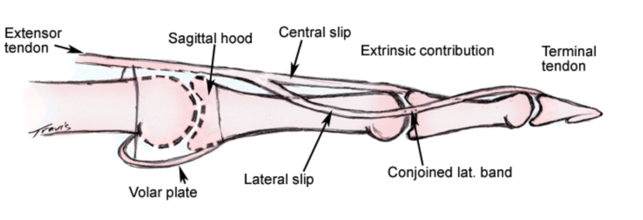 Extensor
tendon
Sagittal hood
Central slip
Extrinsic contribution
Terminal
tendon
Travis
Volar plate
Lateral slip
Conjoined lat. band